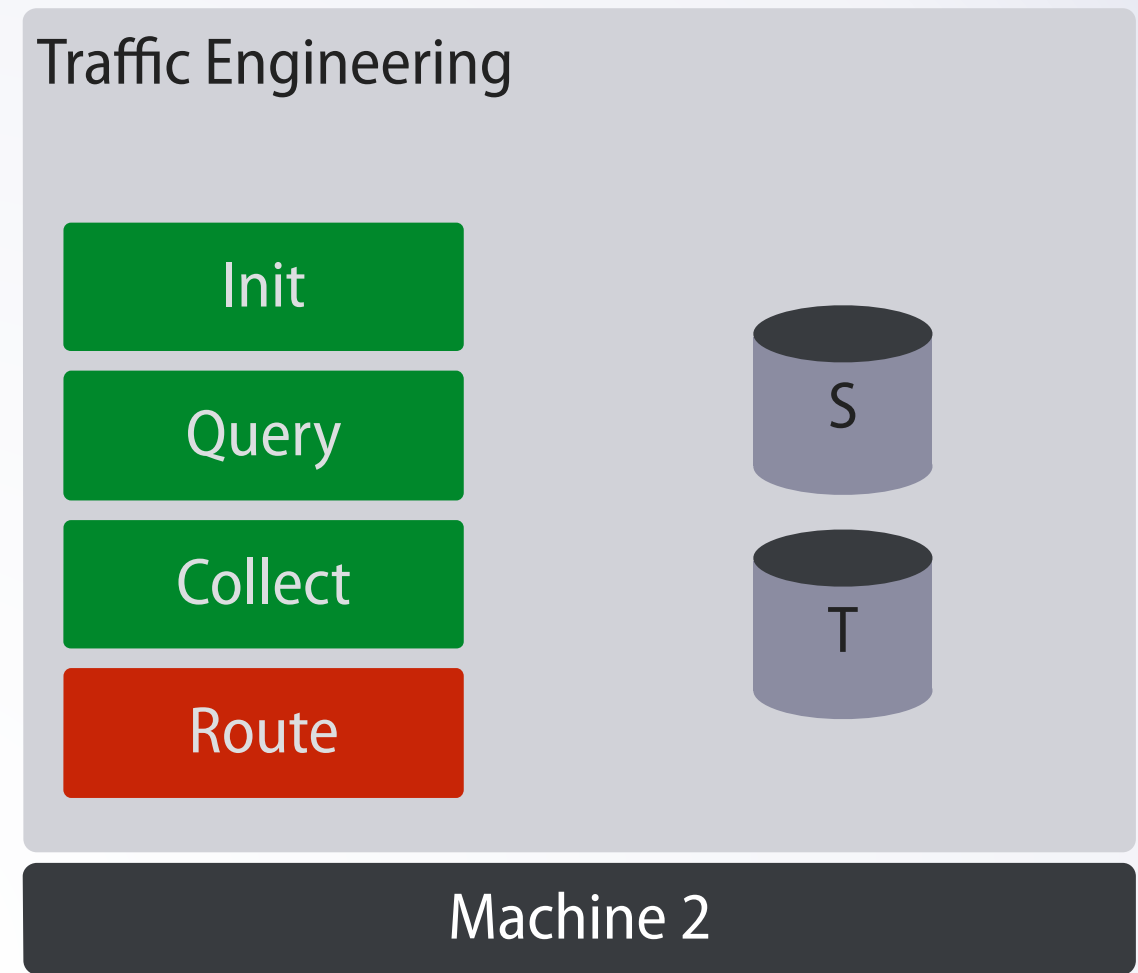 Traffic Engineering
Init
Query
Collect
Route
S
T
Machine 2